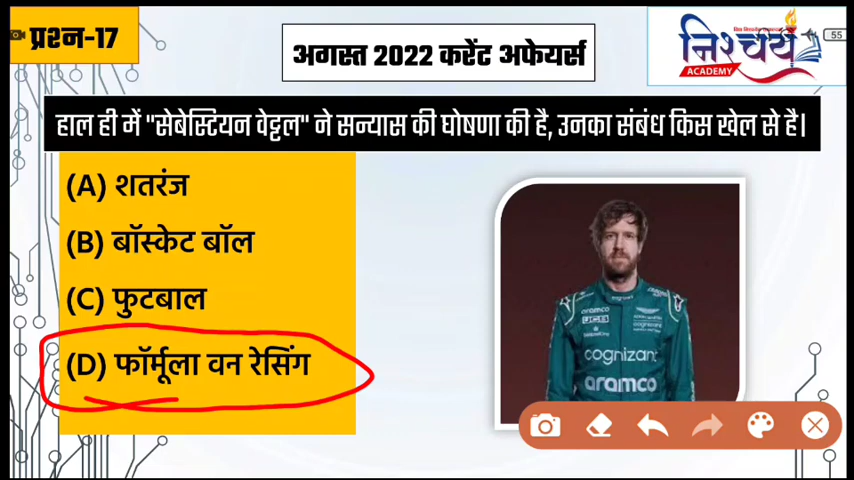 प्रश्न-17
अगस्त 2022 करेंट अफेयर्स
निश्चय
ACADEMY
55
हाल ही में "सेबेस्टियन वेट्टल" ने सन्यास की घोषणा की है, उनका संबंध किस खेल से है।
(A) शतरंज
(B) बॉस्केट बॉल
(C) फुटबाल
(D) फॉर्मूला वन रेसिंग
aramco
cognizant
aramco